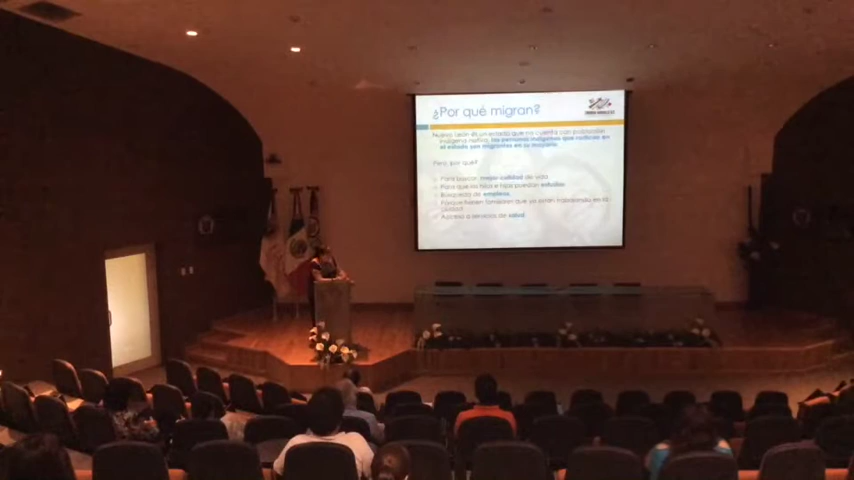 ¿Por qué migran?
Nuevo León es un estado que no cuenta con población
indígena nativa, las personas indígenas que radican en
el estado son migrantes en su mayoría.
Pero, por qué?
Para buscar mejor calidad de vida
Para que los hijos e hijas puedan estudiar
Búsqueda de empleos
Porque tienen familiares que ya están trabajando en la
ciudad
Acceso a servicios de salud